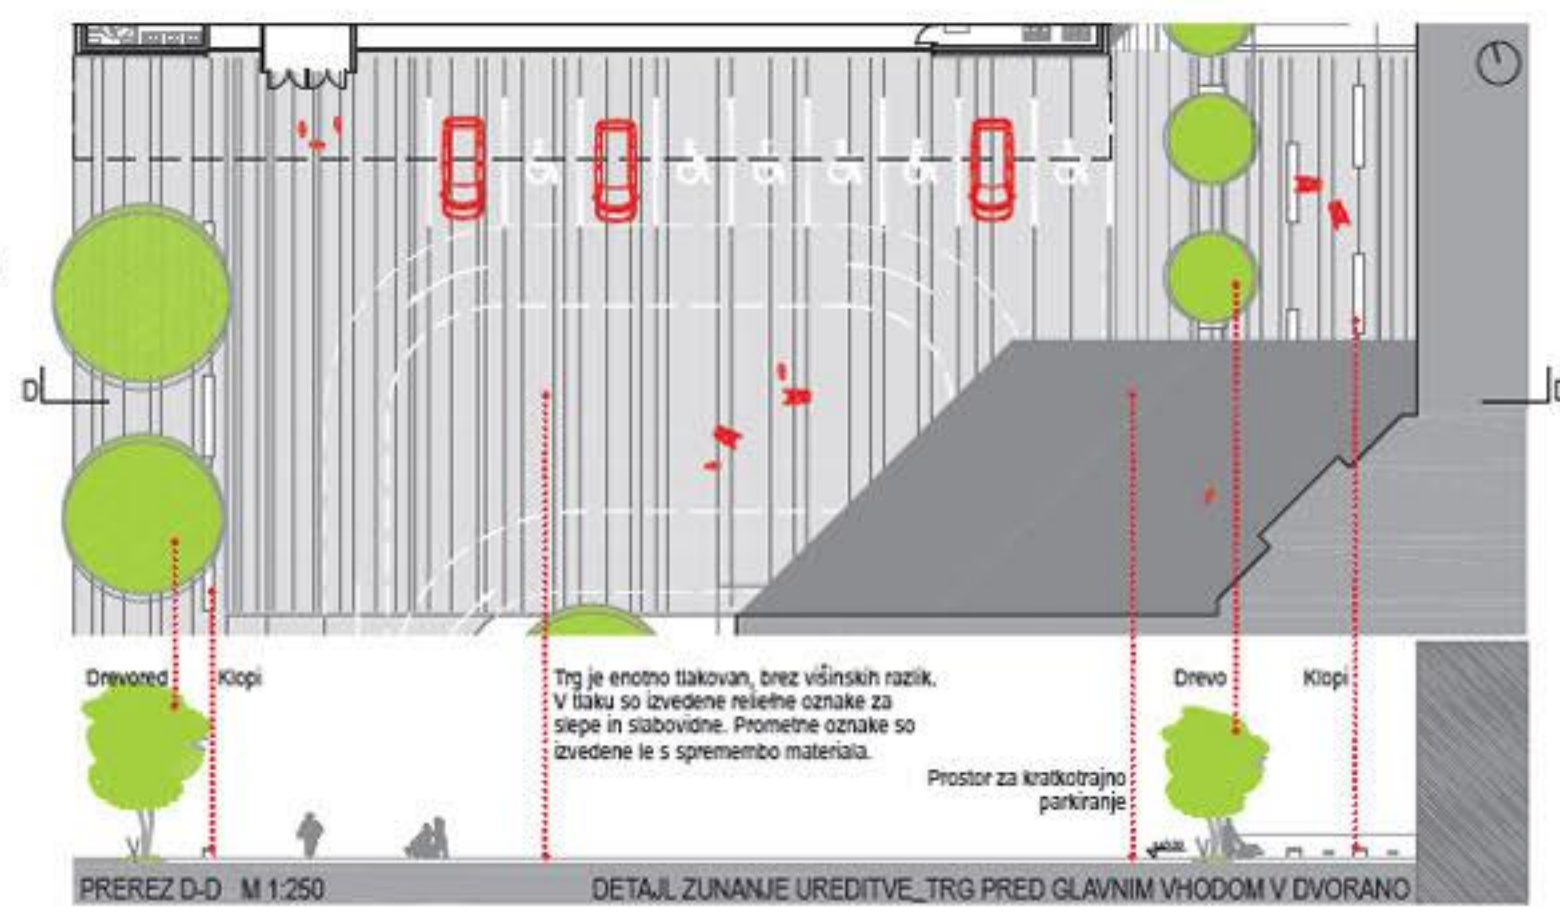 D
D
Drevored
Klopi
Trg je enotno tlakovan, brez višinskih razlik.
V tlaku so izvedene reliefne oznake za
slepe in slabovidne. Prometne oznake so
izvedene le s spremembo materiala.
Prostor za kratkotrajno
parkiranje
Drevo
Klopi
PREREZ D-D M 1:250
DETAJL ZUNANJE UREDITVE_TRG PRED GLAVNIM VHODOM V DVORANO